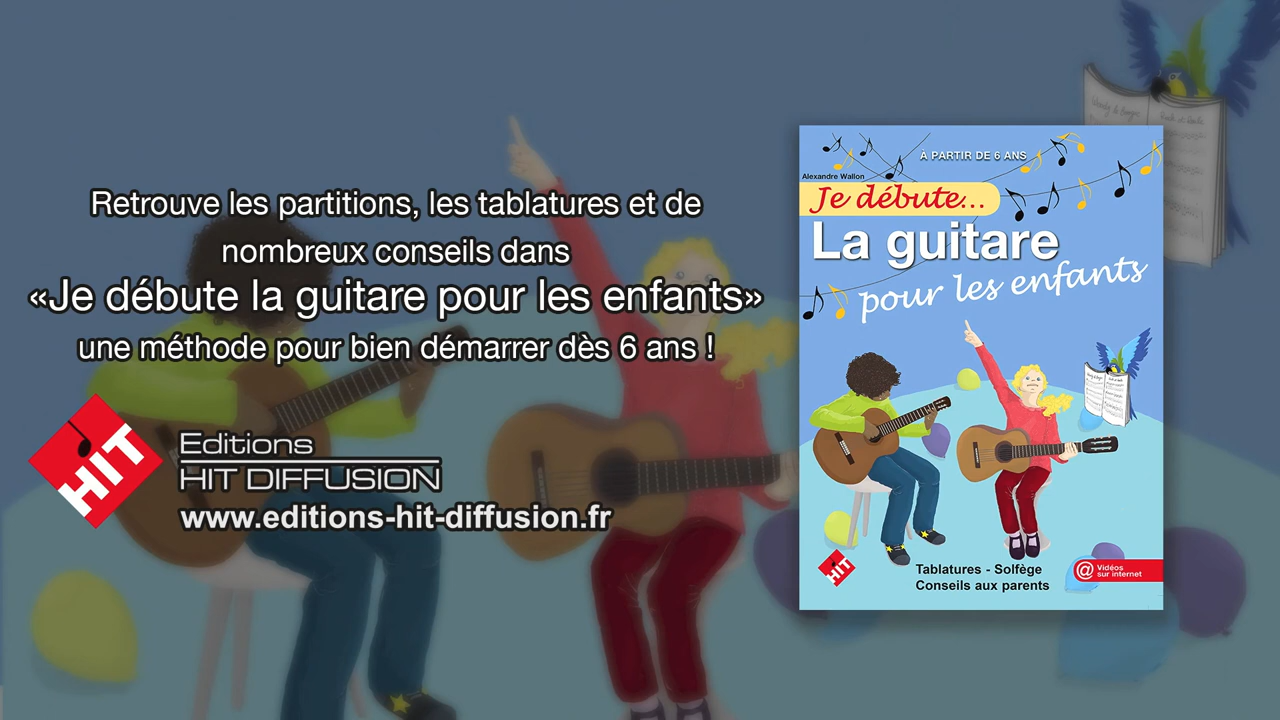 Retrouve les partitions, les tablatures et de
nombreux conseils dans
«Je débute la guitare pour les enfants»
une méthode pour bien démarrer dès 6 ans !
HIT
Editions
HIT DIFFUSION
www.editions-hit-diffusion.fr
À PARTIR DE 6 ANS
Alexandre Wallon
Je débute...
La guitare
pour les enfants
HIT
Tablatures - Solfège
Conseils aux parents
@ Vidéos
sur internet